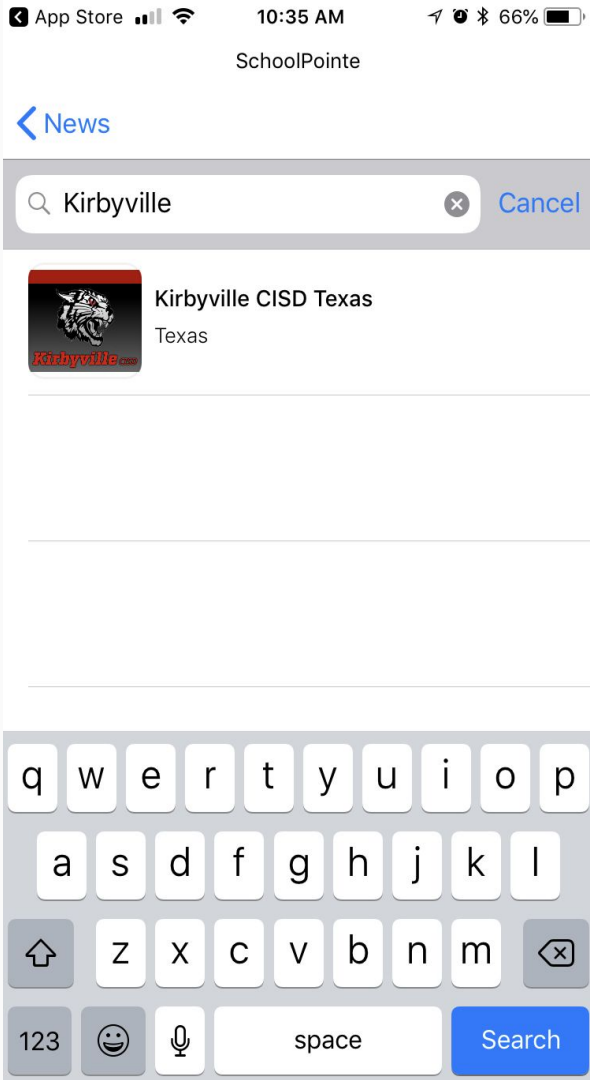 App Store 10:35 AM 66%
SchoolPointe
News
Kirbyville Cancel
Kirbyville CISD Texas
Texas
Kirbyville
q w e r t y u i o p
a s d f g h j k l
z x c v b n m
123 space Search